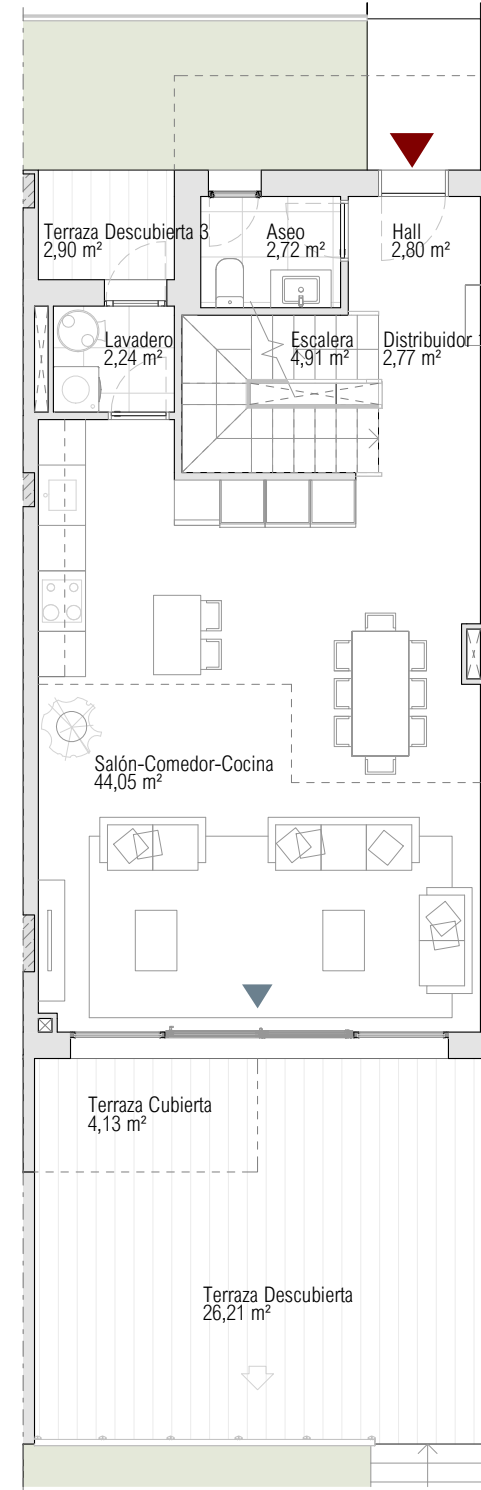 Terraza Descubierta 3
2,90 m²
Aseo
2,72 m²
Hall
2,80 m²
Lavadero
2,24 m²
Escalera
4,91 m²
Distribuidor 1
2,77 m²
Salón-Comedor-Cocina
44,05 m²
Terraza Cubierta
4,13 m²
Terraza Descubierta
26,21 m²